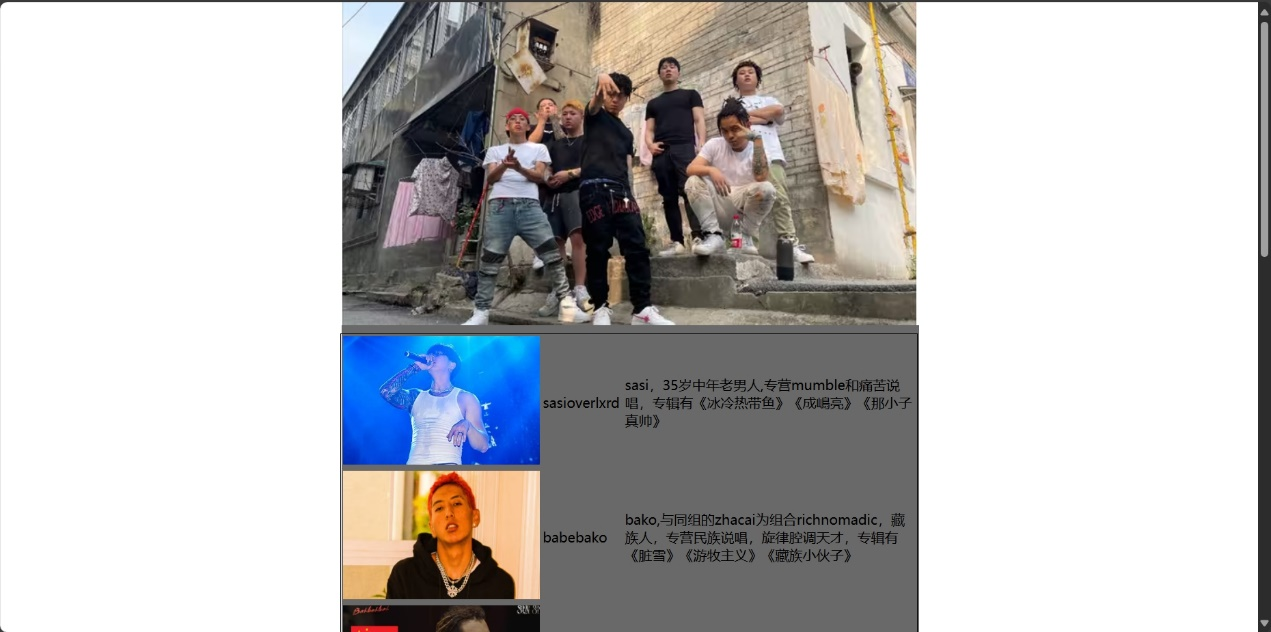 sasioverlxrd
sasi，35岁中年老男人,专营mumble和痛苦说
唱，专辑有《冰冷热带鱼》《成嶋亮》《那小子
真帅》
babebako
bako,与同组的zhacai为组合richnomadic，藏
族人，专营民族说唱，旋律腔调天才，专辑有
《脏雪》《游牧主义》《藏族小伙子》